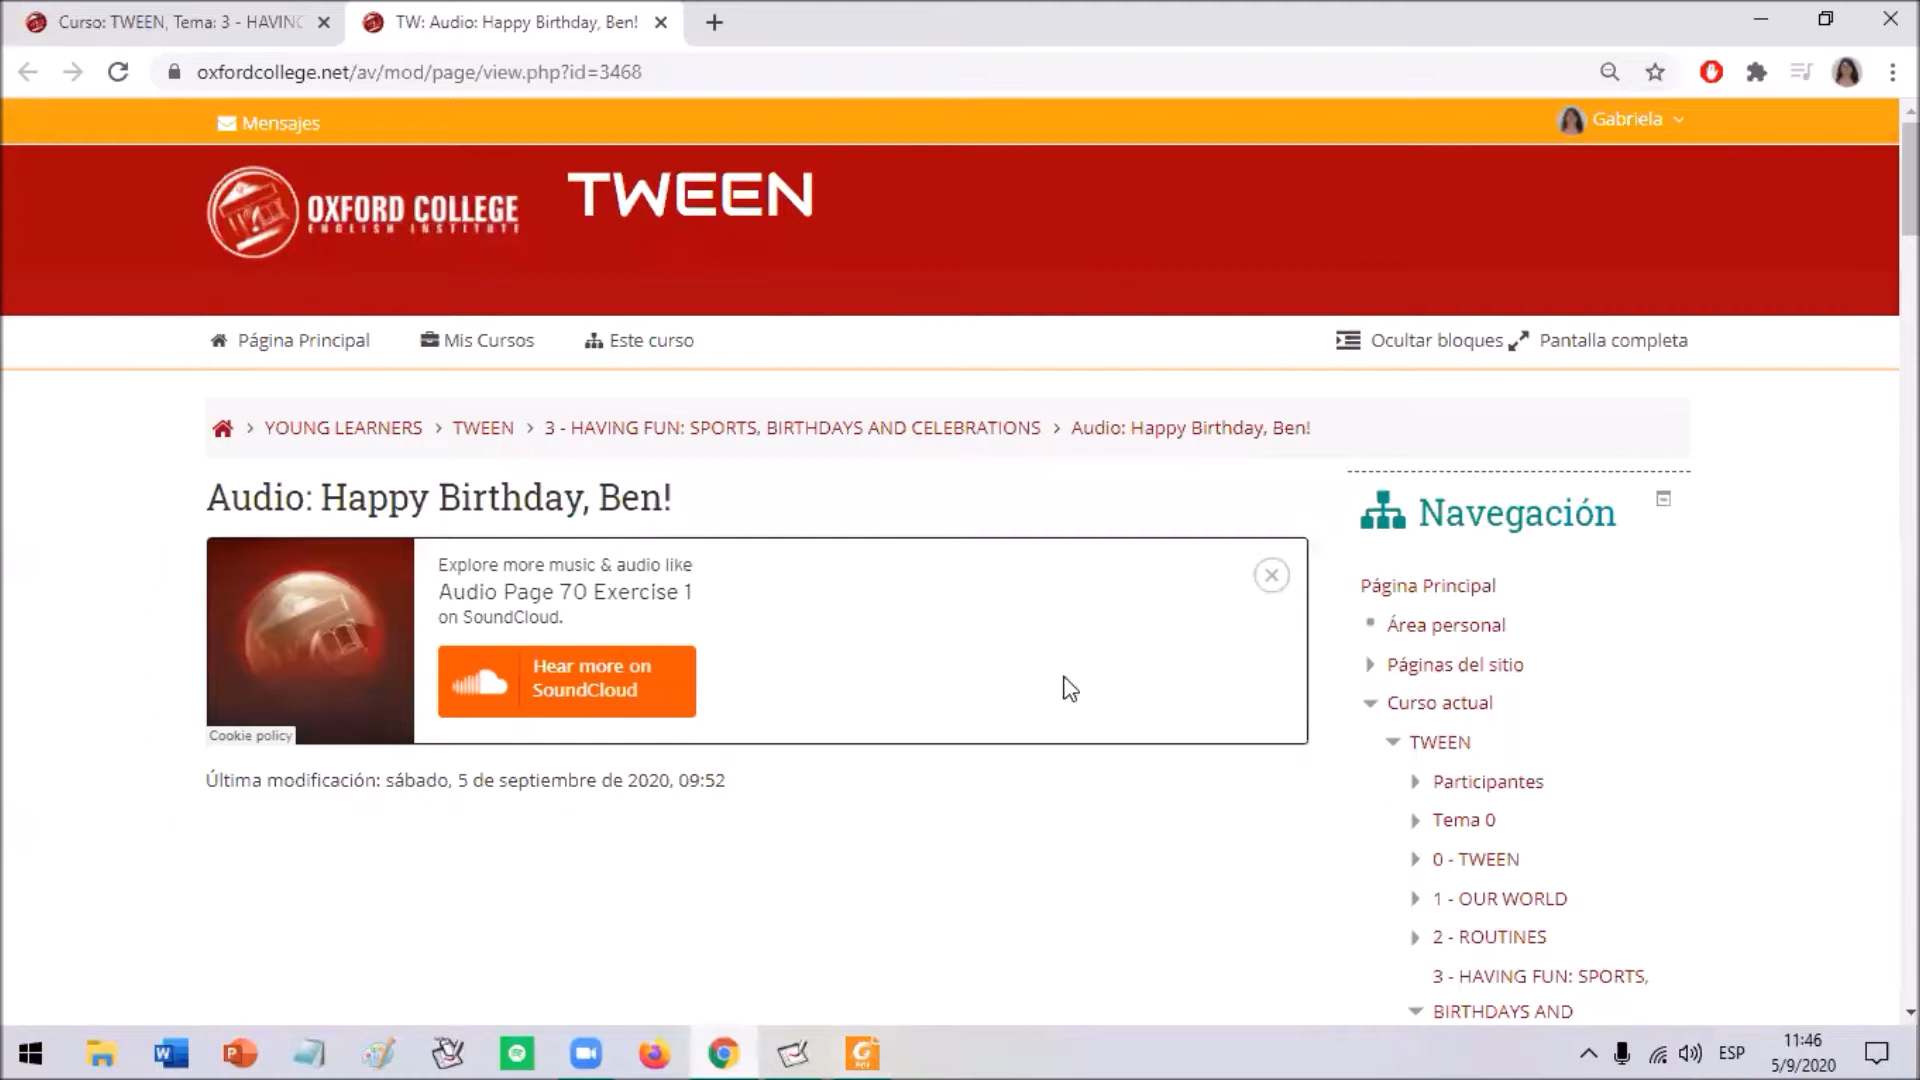 Curso: TWEEN, Tema: 3 - HAVING
TW: Audio: Happy Birthday, Ben!
oxfordcollege.net/av/mod/page/view.php?id=3468
Mensajes
Gabriela
OXFORD COLLEGE
ENGLISH INSTITUTE
TWEEN
Página Principal
Mis Cursos
Este curso
Ocultar bloques
Pantalla completa
YOUNG LEARNERS > TWEEN > 3 - HAVING FUN: SPORTS, BIRTHDAYS AND CELEBRATIONS > Audio: Happy Birthday, Ben!
Audio: Happy Birthday, Ben!
Explore more music & audio like
Audio Page 70 Exercise 1
on SoundCloud.
Hear more on
SoundCloud
Cookie policy
Última modificación: sábado, 5 de septiembre de 2020, 09:52
Navegación
Página Principal
Área personal
Páginas del sitio
Curso actual
TWEEN
Participantes
Tema 0
0 - TWEEN
1 - OUR WORLD
2 - ROUTINES
3 - HAVING FUN: SPORTS,
BIRTHDAYS AND
ESP
11:46
5/9/2020